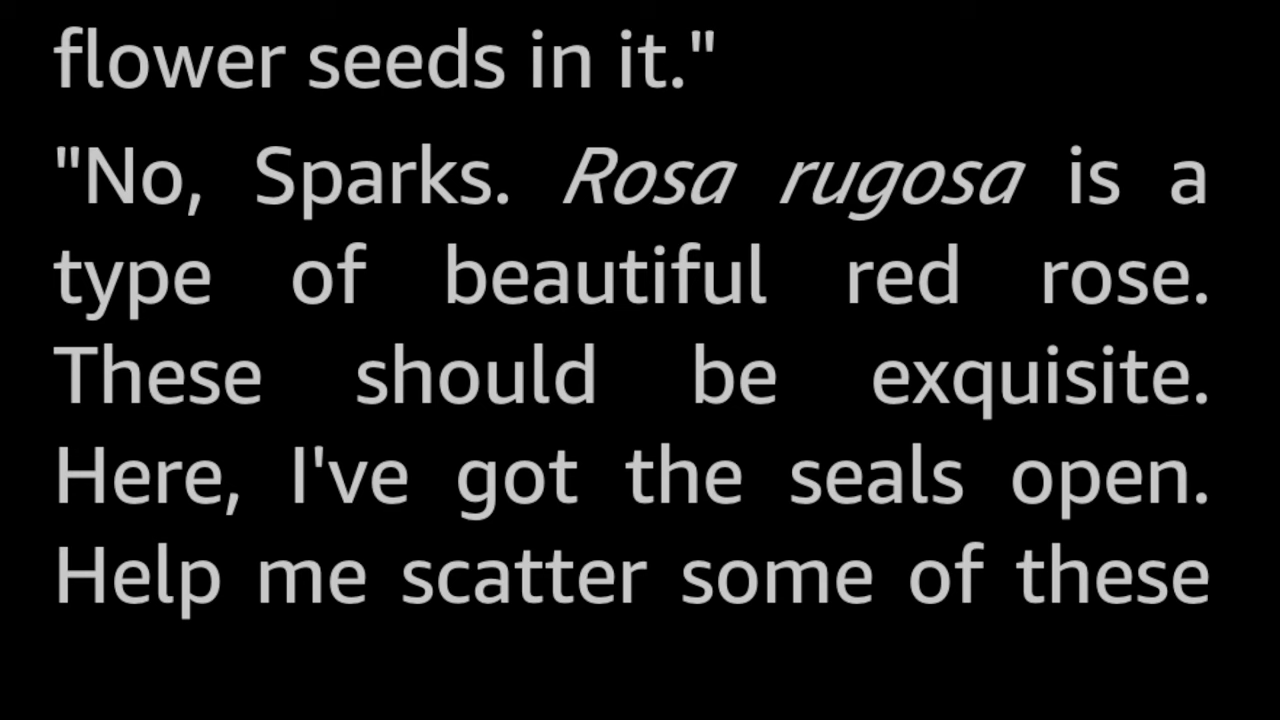 flower seeds in it."
"No, Sparks. Rosa rugosa is a
type of beautiful red rose.
These should be exquisite.
Here, I've got the seals open.
Help me scatter some of these